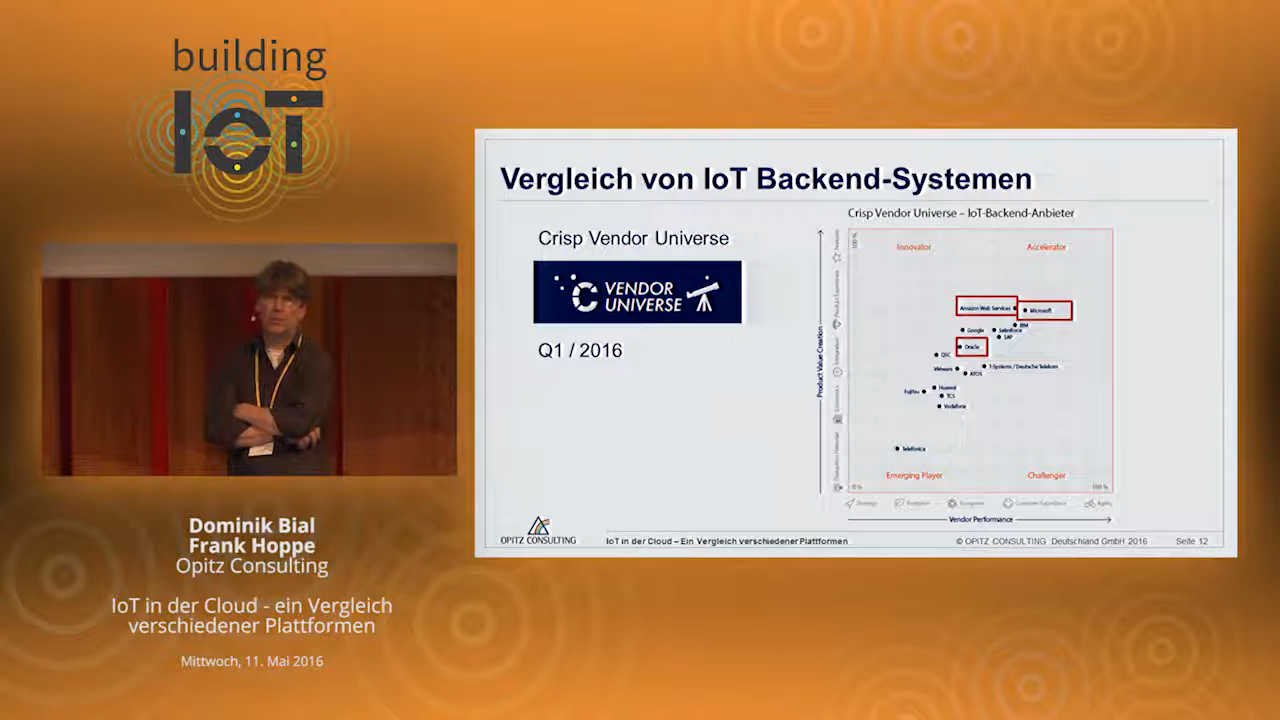 building
IoT
Dominik Bial
Frank Hoppe
Opitz Consulting
IoT in der Cloud - ein Vergleich
verschiedener Plattformen
Mittwoch, 11. Mai 2016
Vergleich von IoT Backend-Systemen
Crisp Vendor Universe
C VENDOR
UNIVERSE
Q1 / 2016
Crisp Vendor Universe – IoT-Backend-Anbieter
100 %
Innovator
Accelerator
Amazon Web Services
Microsoft
IBM
Google
Salesforce
SAP
Oracle
QSC
VMware
T-Systems / Deutsche Telekom
ATOS
Fujitsu
Huawei
TCS
Vodafone
Telefonica
Product Value Creation
Emerging Player
Challenger
0 %
100 %
Vendor Performance
OPITZ CONSULTING
IoT in der Cloud – Ein Vergleich verschiedener Plattformen
© OPITZ CONSULTING Deutschland GmbH 2016
Seite 12